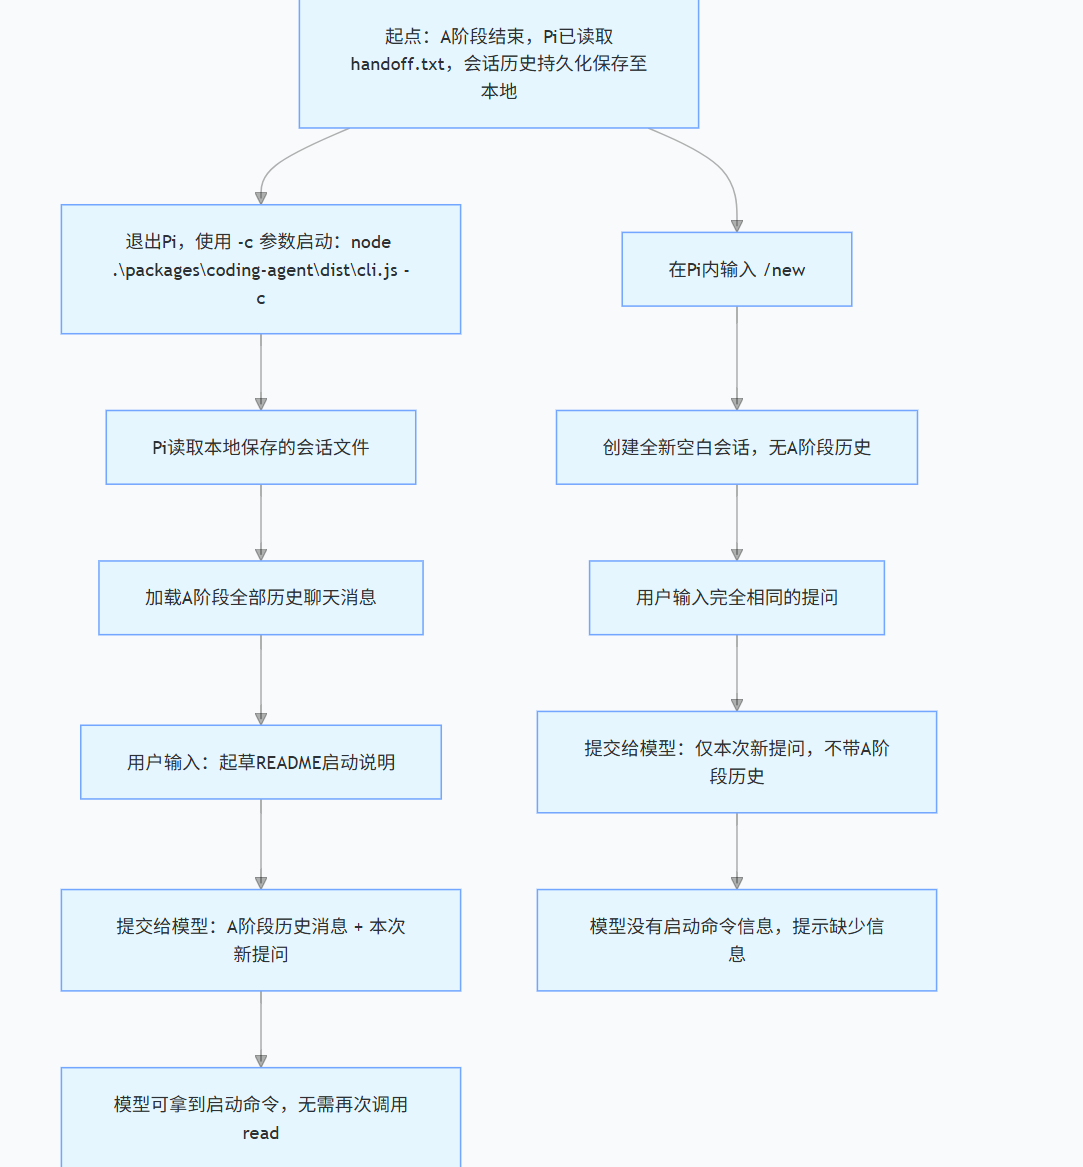 起点：A阶段结束，Pi已读取
handoff.txt，会话历史持久化保存至
本地
退出Pi，使用 -c 参数启动：node
.\packages\coding-agent\dist\cli.js -
c
Pi读取本地保存的会话文件
加载A阶段全部历史聊天消息
用户输入：起草README启动说明
提交给模型：A阶段历史消息 + 本次
新提问
模型可拿到启动命令，无需再次调用
read
在Pi内输入 /new
创建全新空白会话，无A阶段历史
用户输入完全相同的提问
提交给模型：仅本次新提问，不带A阶
段历史
模型没有启动命令信息，提示缺少信
息